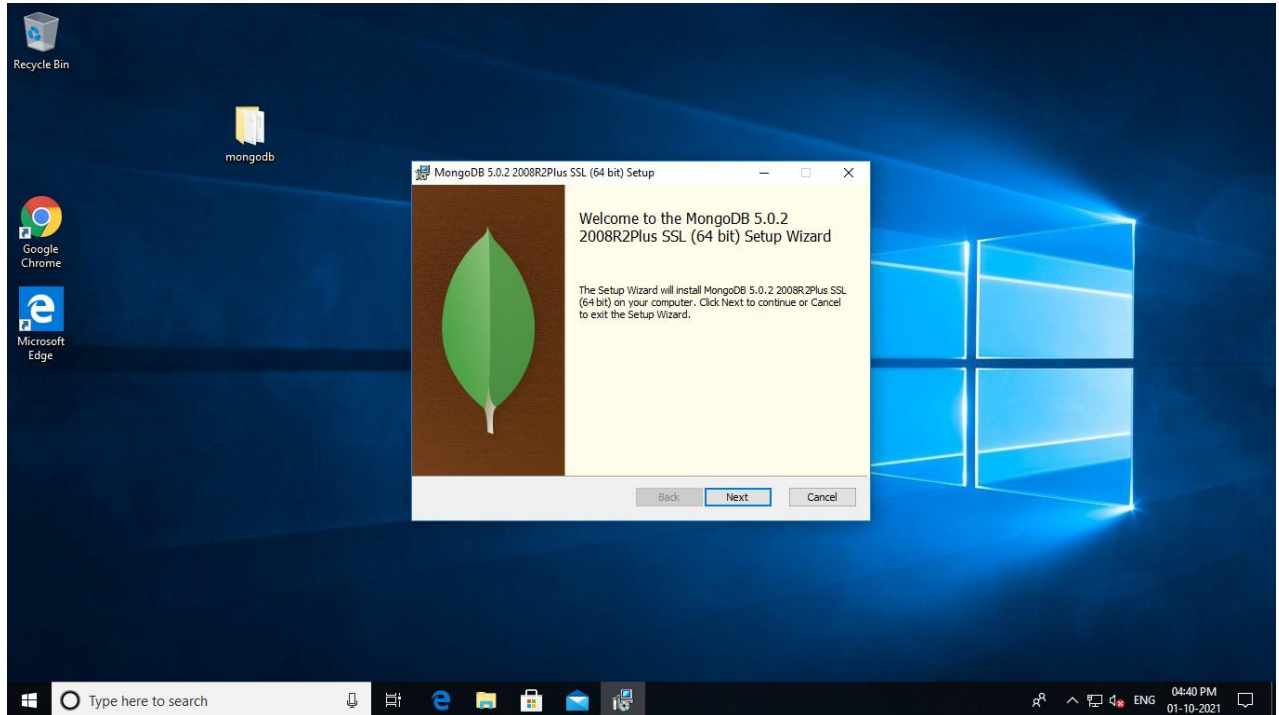 Recycle Bin
mongodb
Google
Chrome
Microsoft
Edge
MongoDB 5.0.2 2008R2Plus SSL (64 bit) Setup
Welcome to the MongoDB 5.0.2
2008R2Plus SSL (64 bit) Setup Wizard
The Setup Wizard will install MongoDB 5.0.2 2008R2Plus SSL
(64 bit) on your computer. Click Next to continue or Cancel
to exit the Setup Wizard.
Back Next Cancel
Type here to search
ENG
04:40 PM
01-10-2021